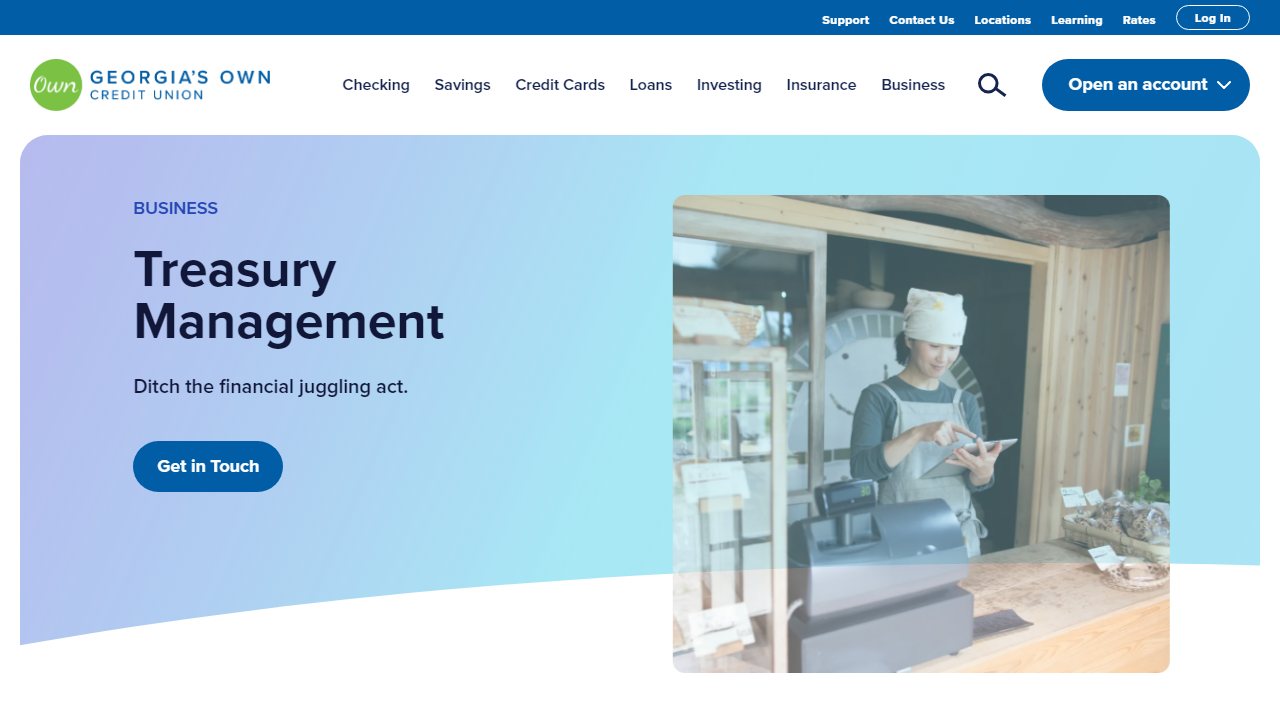 Support Contact Us Locations Learning Rates Log In
Own GEORGIA'S OWN
CREDIT UNION
Checking Savings Credit Cards Loans Investing Insurance Business Open an account
BUSINESS
Treasury
Management
Ditch the financial juggling act.
Get in Touch